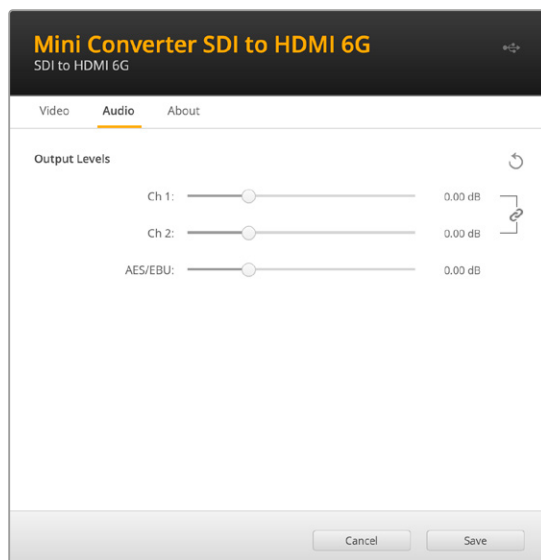 Mini Converter SDI to HDMI 6G
SDI to HDMI 6G
Video Audio About
Output Levels
Ch 1: 0.00 dB
Ch 2: 0.00 dB
AES/EBU: 0.00 dB
Cancel Save